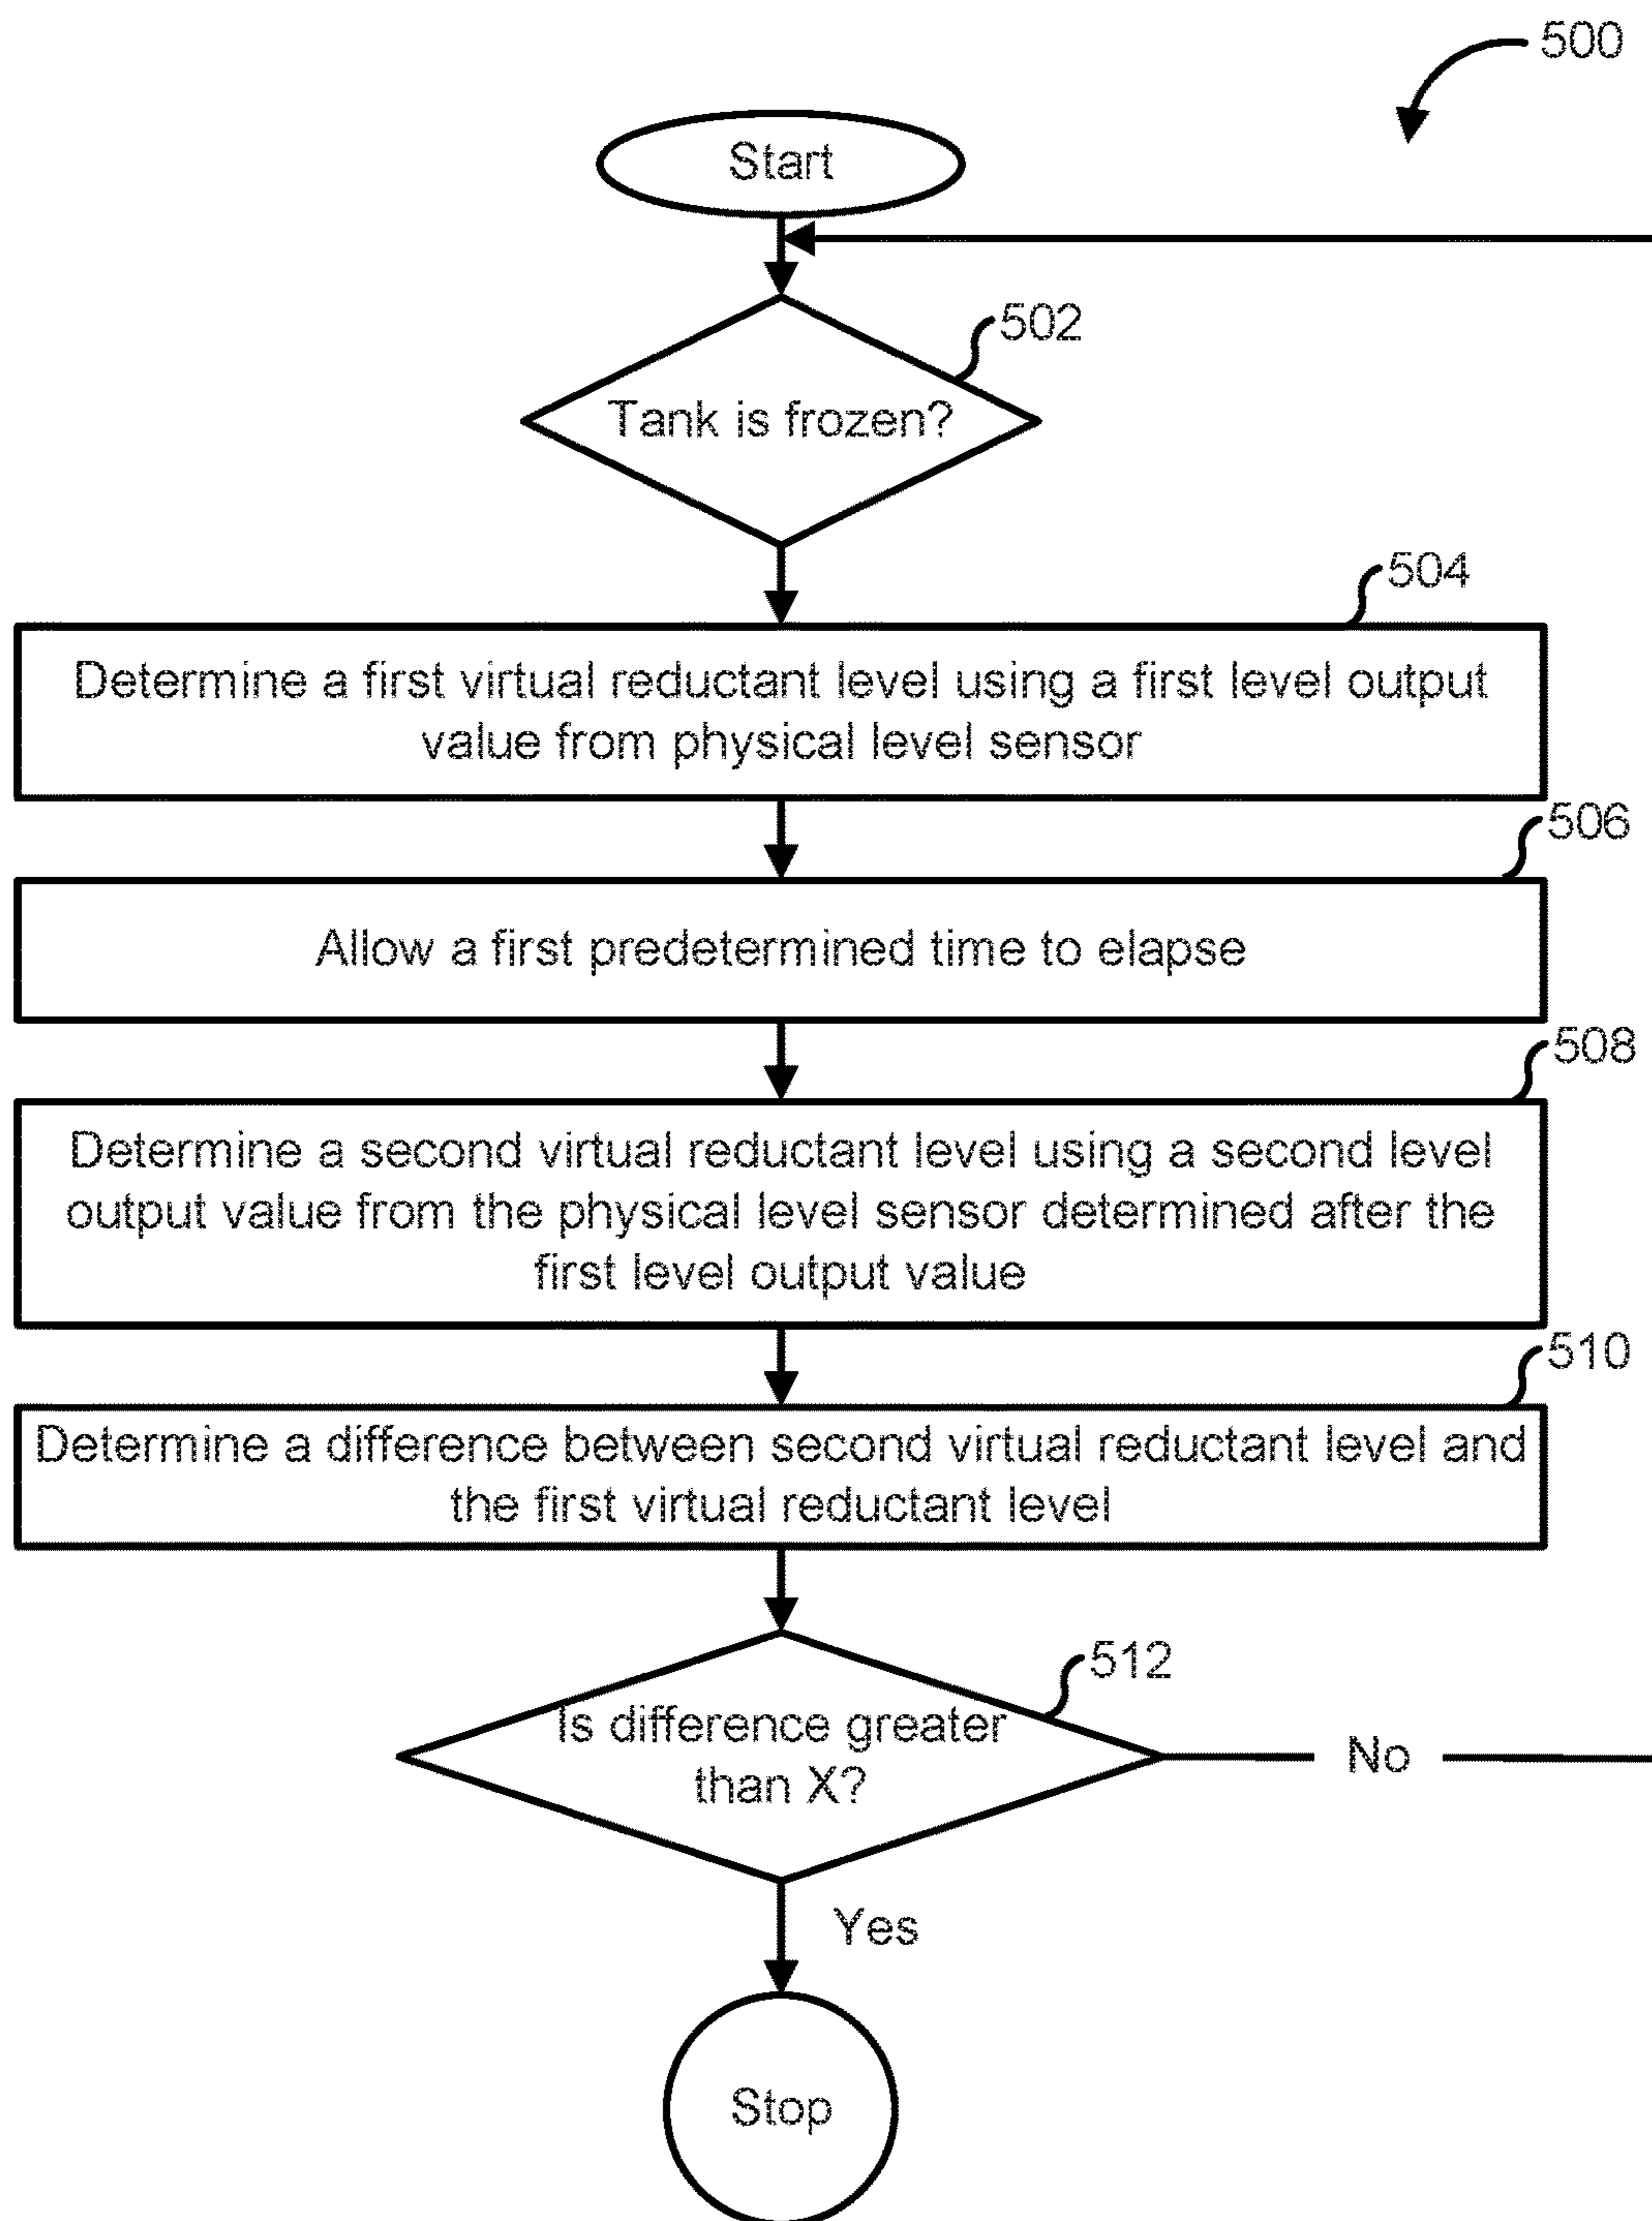 500
Start
502
Tank is frozen?
504
Determine a first virtual reductant level using a first level output
value from physical level sensor
506
Allow a first predetermined time to elapse
508
Determine a second virtual reductant level using a second level
output value from the physical level sensor determined after the
first level output value
510
Determine a difference between second virtual reductant level and
the first virtual reductant level
512
Is difference greater
than X?
No
Yes
Stop